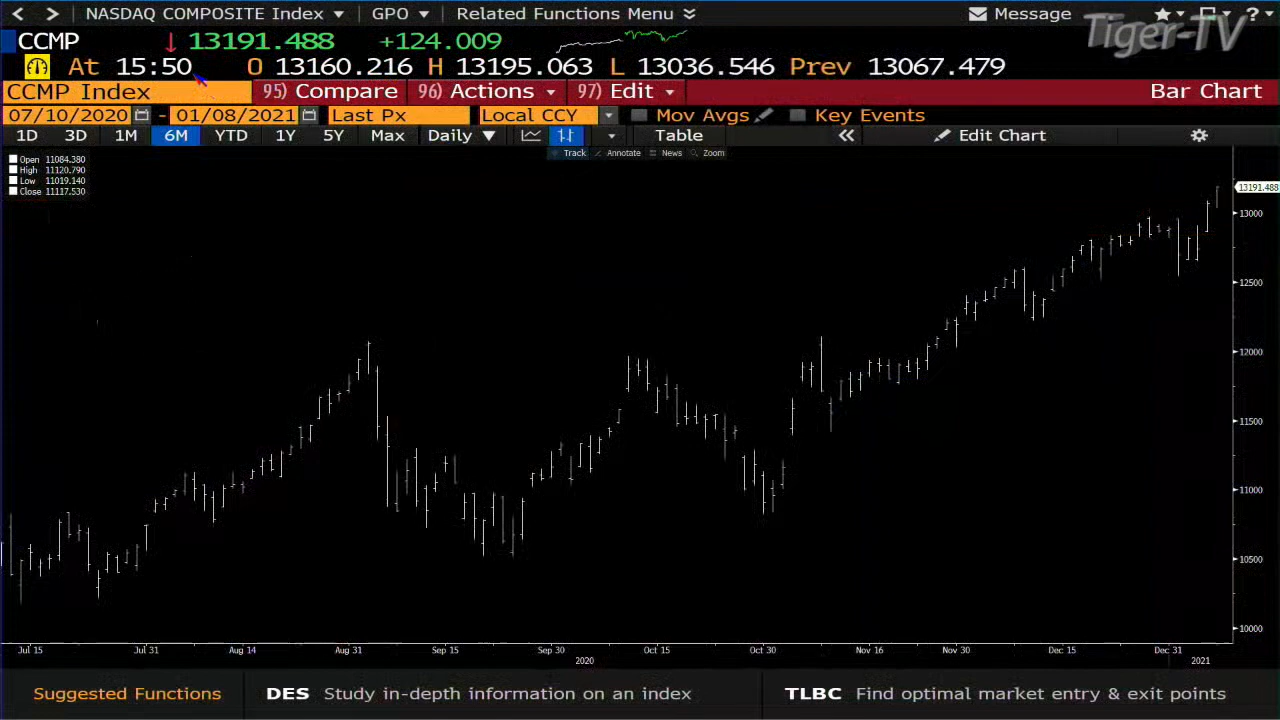 NASDAQ COMPOSITE Index GPO Related Functions Menu Message ?
Tiger-TV
CCMP 13191.488 +124.009
At 15:50 O 13160.216 H 13195.063 L 13036.546 Prev 13067.479
CCMP Index 95) Compare 96) Actions 97) Edit Bar Chart
07/10/2020 - 01/08/2021 Last Px Local CCY Mov Avgs Key Events
1D 3D 1M 6M YTD 1Y 5Y Max Daily Table Edit Chart
Track Annotate News Zoom
Open 11084.380
High 11120.790
Low 11019.140
Close 11117.530
13191.488
13000
12500
12000
11500
11000
10500
10000
Jul 15 Jul 31 Aug 14 Aug 31 Sep 15 Sep 30 Oct 15 Oct 30 Nov 16 Nov 30 Dec 15 Dec 31
2020 2021
Suggested Functions DES Study in-depth information on an index TLBC Find optimal market entry & exit points